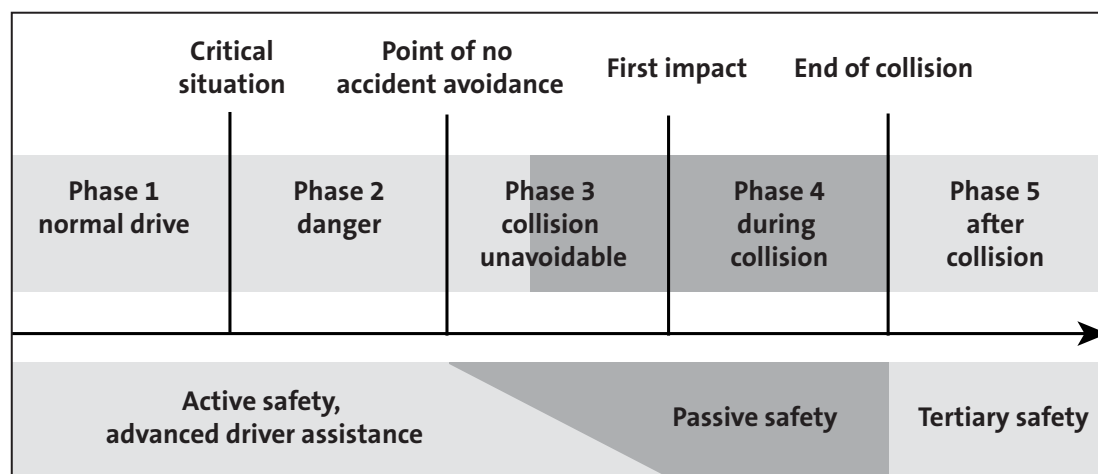 Critical
situation
Point of no
accident avoidance
First impact
End of collision
Phase 1
normal drive
Phase 2
danger
Phase 3
collision
unavoidable
Phase 4
during
collision
Phase 5
after
collision
Active safety,
advanced driver assistance
Passive safety
Tertiary safety